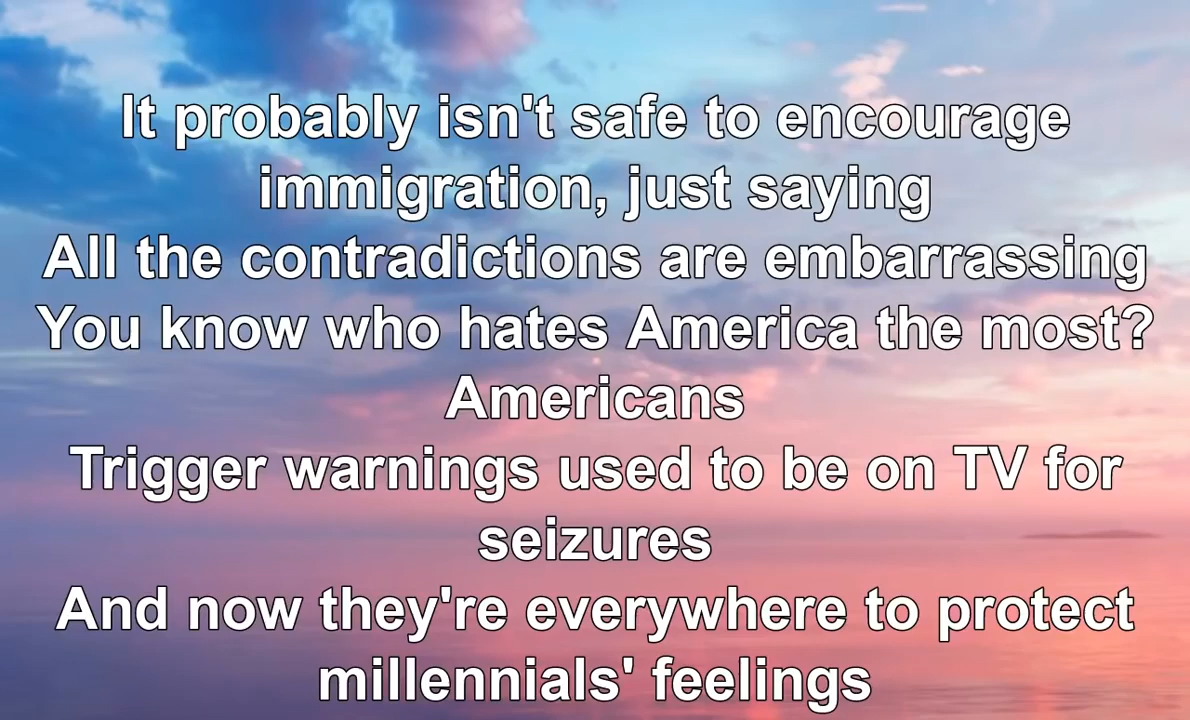 It probably isn't safe to encourage
immigration, just saying
All the contradictions are embarrassing
You know who hates America the most?
Americans
Trigger warnings used to be on TV for
seizures
And now they're everywhere to protect
millennials' feelings